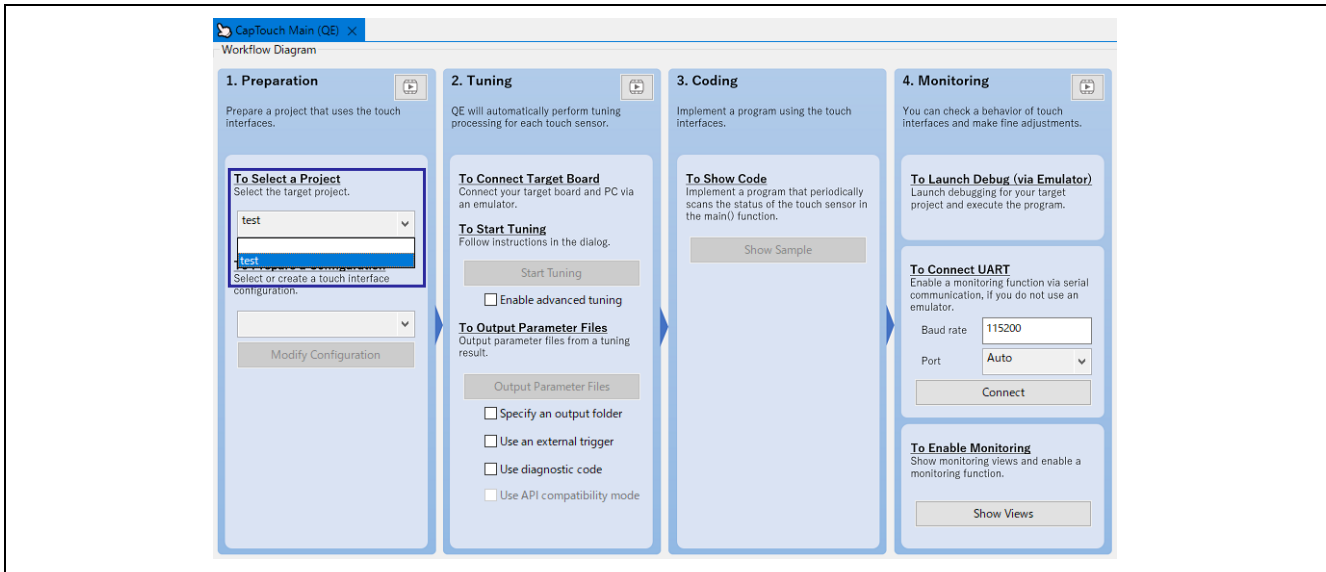 CapTouch Main (QE)
Workflow Diagram
1. Preparation
Prepare a project that uses the touch
interfaces.
To Select a Project
Select the target project.
test
test
To Prepare a Configuration
Select or create a touch interface
configuration.
Modify Configuration
2. Tuning
QE will automatically perform tuning
processing for each touch sensor.
To Connect Target Board
Connect your target board and PC via
an emulator.
To Start Tuning
Follow instructions in the dialog.
Start Tuning
Enable advanced tuning
To Output Parameter Files
Output parameter files from a tuning
result.
Output Parameter Files
Specify an output folder
Use an external trigger
Use diagnostic code
Use API compatibility mode
3. Coding
Implement a program using the touch
interfaces.
To Show Code
Implement a program that periodically
scans the status of the touch sensor in
the main() function.
Show Sample
4. Monitoring
You can check a behavior of touch
interfaces and make fine adjustments.
To Launch Debug (via Emulator)
Launch debugging for your target
project and execute the program.
To Connect UART
Enable a monitoring function via serial
communication, if you do not use an
emulator.
Baud rate 115200
Port Auto
Connect
To Enable Monitoring
Show monitoring views and enable a
monitoring function.
Show Views